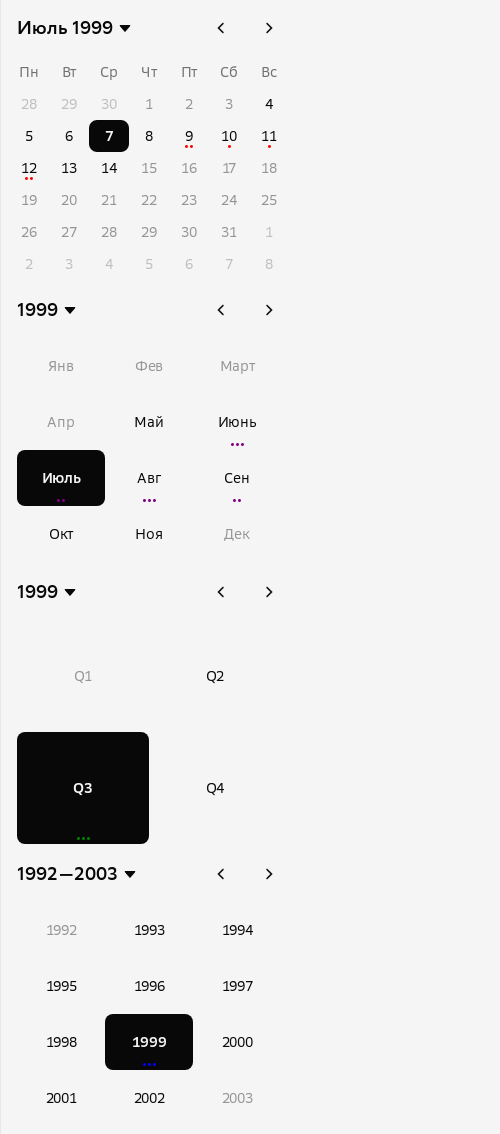 Июль 1999
Пн Вт Ср Чт Пт Сб Вс
28 29 30 1 2 3 4
5 6 7 8 9 10 11
12 13 14 15 16 17 18
19 20 21 22 23 24 25
26 27 28 29 30 31 1
2 3 4 5 6 7 8
1999
Янв Фев Март
Апр Май Июнь
Июль Авг Сен
Окт Ноя Дек
1999
Q1 Q2
Q3 Q4
1992—2003
1992 1993 1994
1995 1996 1997
1998 1999 2000
2001 2002 2003